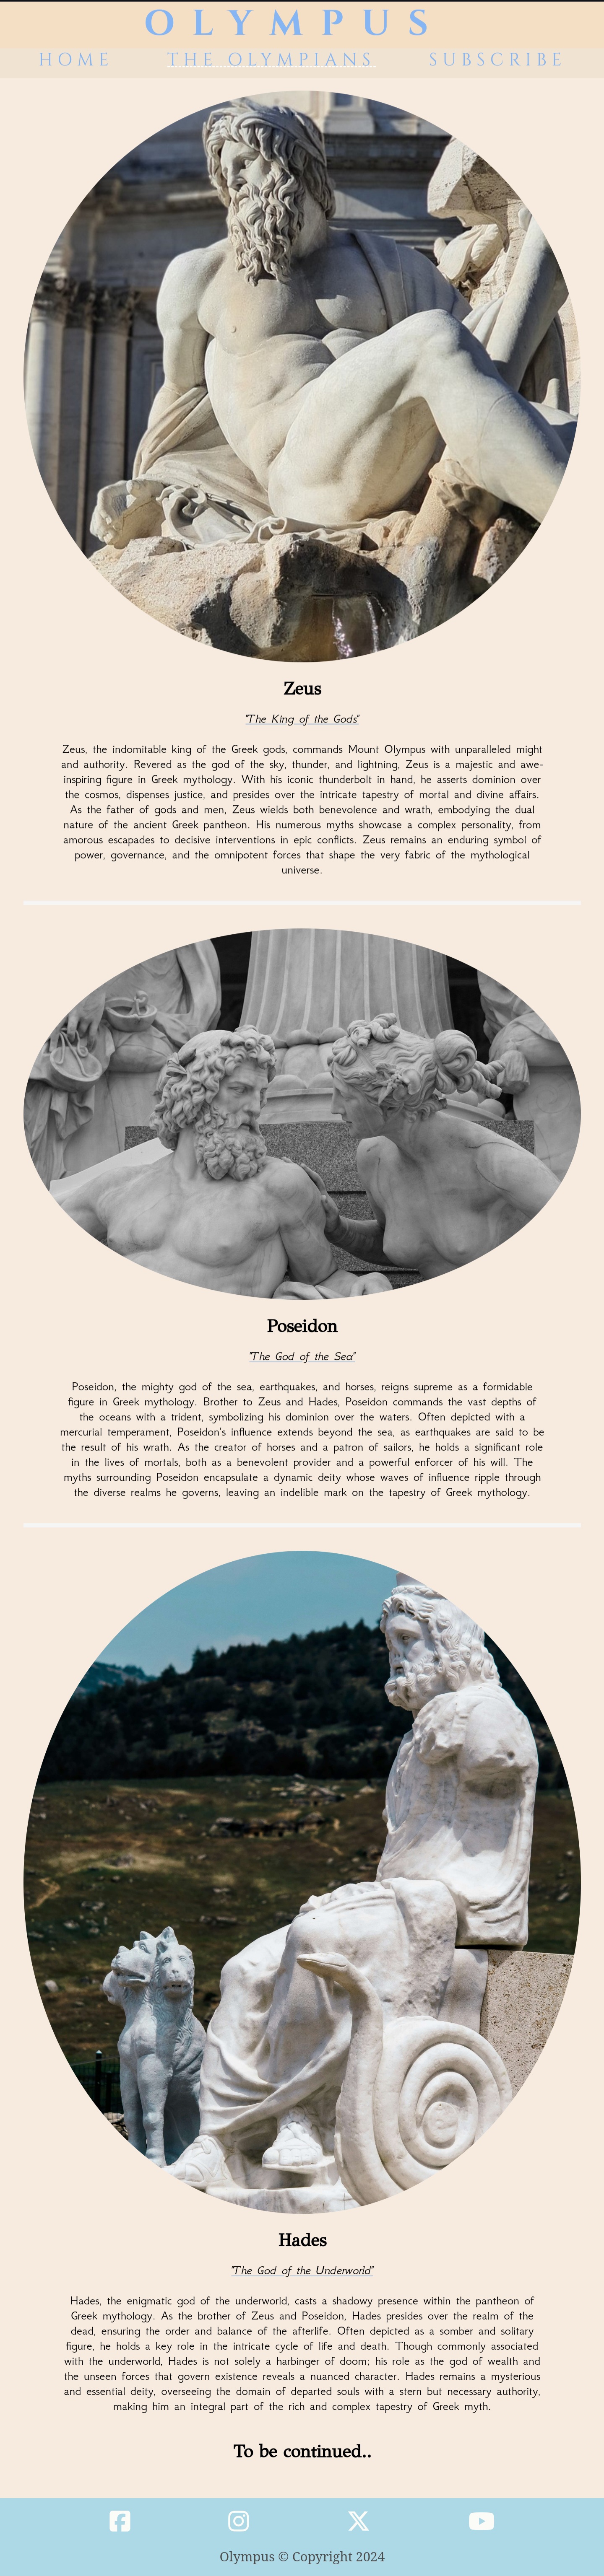 OLYMPUS
HOME THE OLYMPIANS SUBSCRIBE
Zeus
"The King of the Gods"
Zeus, the indomitable king of the Greek gods, commands Mount Olympus with unparalleled might
and authority. Revered as the god of the sky, thunder, and lightning, Zeus is a majestic and awe-
inspiring figure in Greek mythology. With his iconic thunderbolt in hand, he asserts dominion over
the cosmos, dispenses justice, and presides over the intricate tapestry of mortal and divine affairs.
As the father of gods and men, Zeus wields both benevolence and wrath, embodying the dual
nature of the ancient Greek pantheon. His numerous myths showcase a complex personality, from
amorous escapades to decisive interventions in epic conflicts. Zeus remains an enduring symbol of
power, governance, and the omnipotent forces that shape the very fabric of the mythological
universe.
Poseidon
"The God of the Sea"
Poseidon, the mighty god of the sea, earthquakes, and horses, reigns supreme as a formidable
figure in Greek mythology. Brother to Zeus and Hades, Poseidon commands the vast depths of
the oceans with a trident, symbolizing his dominion over the waters. Often depicted with a
mercurial temperament, Poseidon's influence extends beyond the sea, as earthquakes are said to be
the result of his wrath. As the creator of horses and a patron of sailors, he holds a significant role
in the lives of mortals, both as a benevolent provider and a powerful enforcer of his will. The
myths surrounding Poseidon encapsulate a dynamic deity whose waves of influence ripple through
the diverse realms he governs, leaving an indelible mark on the tapestry of Greek mythology.
Hades
"The God of the Underworld"
Hades, the enigmatic god of the underworld, casts a shadowy presence within the pantheon of
Greek mythology. As the brother of Zeus and Poseidon, Hades presides over the realm of the
dead, ensuring the order and balance of the afterlife. Often depicted as a somber and solitary
figure, he holds a key role in the intricate cycle of life and death. Though commonly associated
with the underworld, Hades is not solely a harbinger of doom; his role as the god of wealth and
the unseen forces that govern existence reveals a nuanced character. Hades remains a mysterious
and essential deity, overseeing the domain of departed souls with a stern but necessary authority,
making him an integral part of the rich and complex tapestry of Greek myth.
To be continued..
Olympus © Copyright 2024